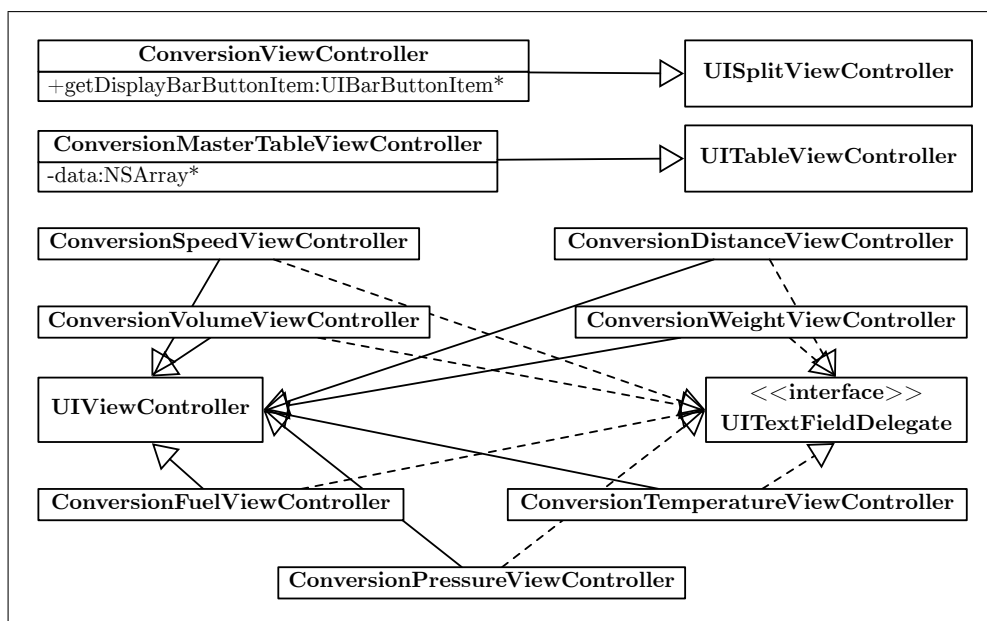 ConversionViewController
+getDisplayBarButtonItem:UIBarButtonItem*
UISplitViewController
ConversionMasterTableViewController
-data:NSArray*
UITableViewController
ConversionSpeedViewController
ConversionDistanceViewController
ConversionVolumeViewController
ConversionWeightViewController
UIViewController
<<interface>>
UITextFieldDelegate
ConversionFuelViewController
ConversionTemperatureViewController
ConversionPressureViewController